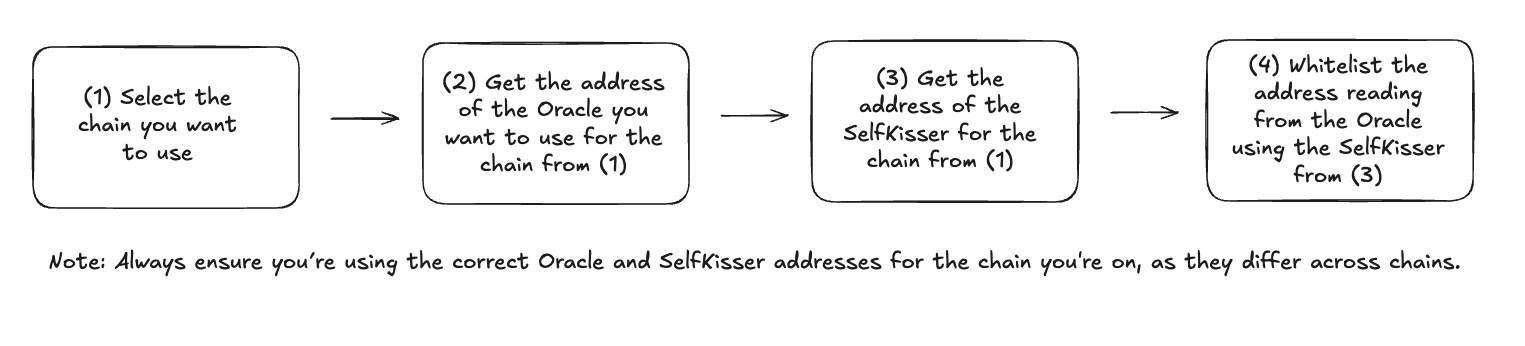 (1) Select the
chain you want
to use
(2) Get the address
of the Oracle you
want to use for the
chain from (1)
(3) Get the
address of the
SelfKisser for the
chain from (1)
(4) Whitelist the
address reading
from the Oracle
using the SelfKisser
from (3)
Note: Always ensure you're using the correct Oracle and SelfKisser addresses for the chain you're on, as they differ across chains.